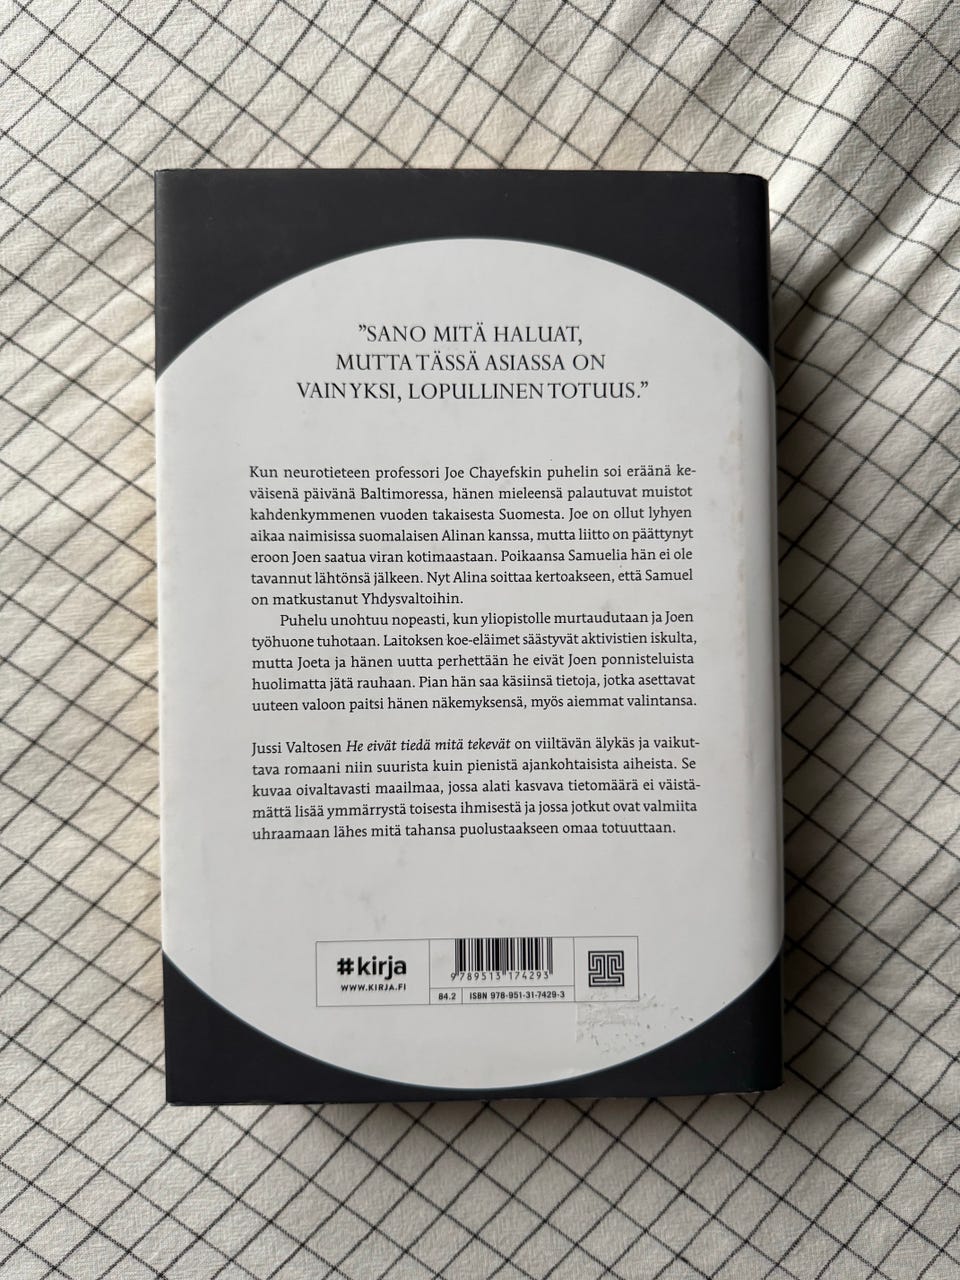 ”SANO MITÄ HALUAT,
MUTTA TÄSSÄ ASIASSA ON
VAIN YKSI, LOPULLINEN TOTUUS.”
Kun neurotieteen professori Joe Chayefskin puhelin soi eräänä ke-
väisenä päivänä Baltimoressa, hänen mieleensä palautuvat muistot
kahdenkymmenen vuoden takaisesta Suomesta. Joe on ollut lyhyen
aikaa naimisissa suomalaisen Alinan kanssa, mutta liitto on päättynyt
eroon Joen saatua viran kotimaastaan. Poikaansa Samuelia hän ei ole
tavannut lähtönsä jälkeen. Nyt Alina soittaa kertoakseen, että Samuel
on matkustanut Yhdysvaltoihin.
Puhelu unohtuu nopeasti, kun yliopistolle murtaudutaan ja Joen
työhuone tuhotaan. Laitoksen koe-eläimet säästyvät aktivistien iskulta,
mutta Joeta ja hänen uutta perhettään he eivät Joen ponnisteluista
huolimatta jätä rauhaan. Pian hän saa käsiinsä tietoja, jotka asettavat
uuteen valoon paitsi hänen näkemyksensä, myös aiemmat valintansa.
Jussi Valtosen He eivät tiedä mitä tekevät on viiltävän älykäs ja vaikut-
tava romaani niin suurista kuin pienistä ajankohtaisista aiheista. Se
kuvaa oivaltavasti maailmaa, jossa alati kasvava tietomäärä ei väistä-
mättä lisää ymmärrystä toisesta ihmisestä ja jossa jotkut ovat valmiita
uhraamaan lähes mitä tahansa puolustaakseen omaa totuuttaan.
#kirja
WWW.KIRJA.FI
9 789513 174293
84.2 ISBN 978-951-31-7429-3